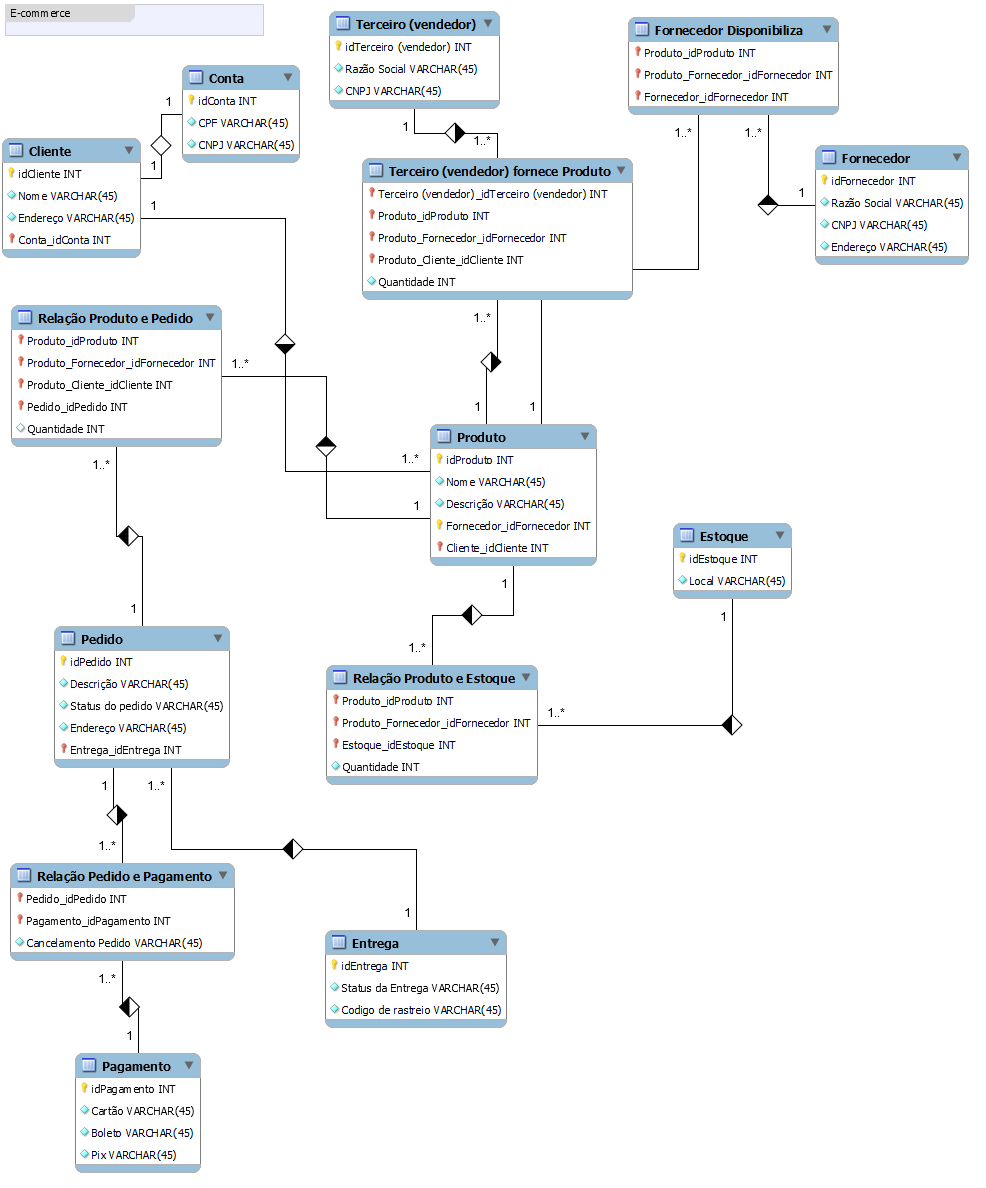 E-commerce
Terceiro (vendedor)
idTerceiro (vendedor) INT
Razão Social VARCHAR(45)
CNPJ VARCHAR(45)
1
1..*
Fornecedor Disponibiliza
Produto_idProduto INT
Produto_Fornecedor_idFornecedor INT
Fornecedor_idFornecedor INT
1..*
1..*
Conta
idConta INT
CPF VARCHAR(45)
CNPJ VARCHAR(45)
1
1
Cliente
idCliente INT
Nome VARCHAR(45)
Endereço VARCHAR(45)
Conta_idConta INT
1
Terceiro (vendedor) fornece Produto
Terceiro (vendedor)_idTerceiro (vendedor) INT
Produto_idProduto INT
Produto_Fornecedor_idFornecedor INT
Produto_Cliente_idCliente INT
Quantidade INT
1..*
Fornecedor
idFornecedor INT
Razão Social VARCHAR(45)
CNPJ VARCHAR(45)
Endereço VARCHAR(45)
1
Relação Produto e Pedido
Produto_idProduto INT
Produto_Fornecedor_idFornecedor INT
Produto_Cliente_idCliente INT
Pedido_idPedido INT
Quantidade INT
1..*
1..*
1
1
1
1..*
1
Produto
idProduto INT
Nome VARCHAR(45)
Descrição VARCHAR(45)
Fornecedor_idFornecedor INT
Cliente_idCliente INT
1
1..*
Estoque
idEstoque INT
Local VARCHAR(45)
1
Pedido
idPedido INT
Descrição VARCHAR(45)
Status do pedido VARCHAR(45)
Endereço VARCHAR(45)
Entrega_idEntrega INT
1
1..*
1..*
Relação Produto e Estoque
Produto_idProduto INT
Produto_Fornecedor_idFornecedor INT
Estoque_idEstoque INT
Quantidade INT
1..*
Relação Pedido e Pagamento
Pedido_idPedido INT
Pagamento_idPagamento INT
Cancelamento Pedido VARCHAR(45)
1..*
1
1
Entrega
idEntrega INT
Status da Entrega VARCHAR(45)
Codigo de rastreio VARCHAR(45)
Pagamento
idPagamento INT
Cartão VARCHAR(45)
Boleto VARCHAR(45)
Pix VARCHAR(45)